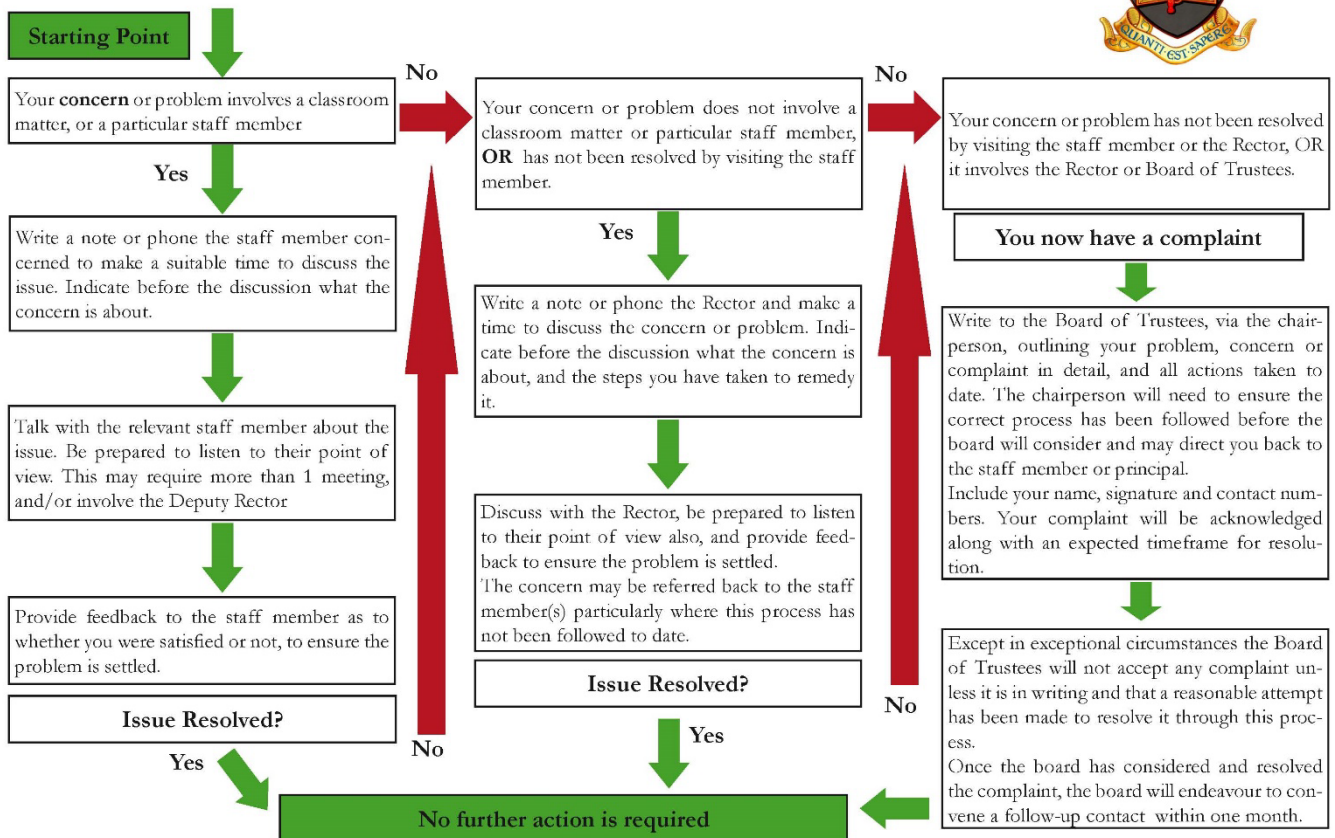 Starting Point
Your concern or problem involves a classroom
matter, or a particular staff member
Yes
Write a note or phone the staff member con-
cerned to make a suitable time to discuss the
issue. Indicate before the discussion what the
concern is about.
Talk with the relevant staff member about the
issue. Be prepared to listen to their point of
view. This may require more than 1 meeting,
and/or involve the Deputy Rector
Provide feedback to the staff member as to
whether you were satisfied or not, to ensure the
problem is settled.
Issue Resolved?
Yes
No
No
Your concern or problem does not involve a
classroom matter or particular staff member,
OR has not been resolved by visiting the staff
member.
Yes
Write a note or phone the Rector and make a
time to discuss the concern or problem. Indi-
cate before the discussion what the concern is
about, and the steps you have taken to remedy
it.
Discuss with the Rector, be prepared to listen
to their point of view also, and provide feed-
back to ensure the problem is settled.
The concern may be referred back to the staff
member(s) particularly where this process has
not been followed to date.
Issue Resolved?
Yes
No
No
QUANTI·EST·SAPERE
Your concern or problem has not been resolved
by visiting the staff member or the Rector, OR
it involves the Rector or Board of Trustees.
You now have a complaint
Write to the Board of Trustees, via the chair-
person, outlining your problem, concern or
complaint in detail, and all actions taken to
date. The chairperson will need to ensure the
correct process has been followed before the
board will consider and may direct you back to
the staff member or principal.
Include your name, signature and contact num-
bers. Your complaint will be acknowledged
along with an expected timeframe for resolu-
tion.
Except in exceptional circumstances the Board
of Trustees will not accept any complaint un-
less it is in writing and that a reasonable attempt
has been made to resolve it through this proc-
ess.
Once the board has considered and resolved
the complaint, the board will endeavour to con-
vene a follow-up contact within one month.
No further action is required